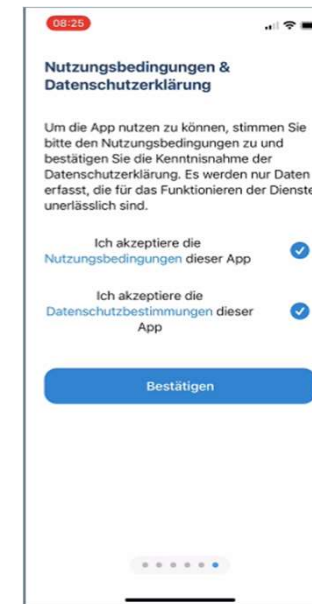 08:25
Nutzungsbedingungen &
Datenschutzerklärung
Um die App nutzen zu können, stimmen Sie
bitte den Nutzungsbedingungen zu und
bestätigen Sie die Kenntnisnahme der
Datenschutzerklärung. Es werden nur Daten
erfasst, die für das Funktionieren der Dienste
unerlässlich sind.
Ich akzeptiere die
Nutzungsbedingungen dieser App
Ich akzeptiere die
Datenschutzbestimmungen dieser
App
Bestätigen